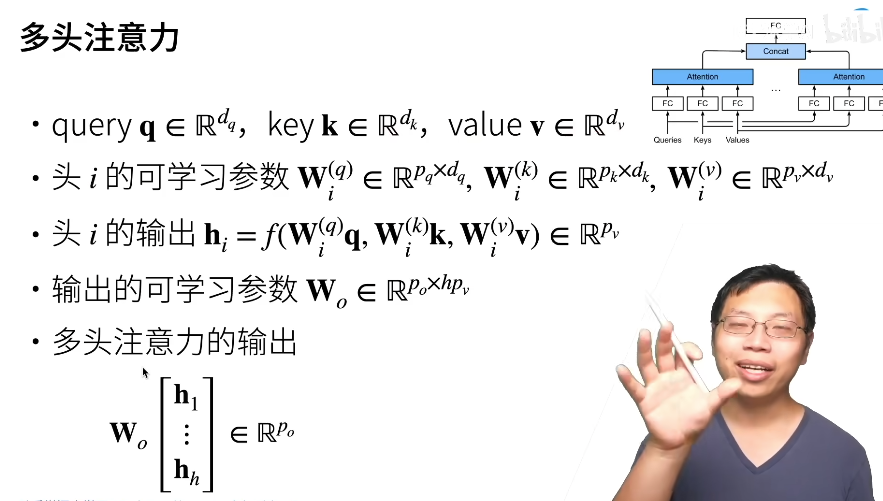 多头注意力
bilibili
FC
Concat
Attention ... Attention
FC FC FC FC FC
Queries Keys Values
• query q ∈ ℝ^{d_q}，key k ∈ ℝ^{d_k}，value v ∈ ℝ^{d_v}
• 头 i 的可学习参数 W_i^{(q)} ∈ ℝ^{p_q×d_q}, W_i^{(k)} ∈ ℝ^{p_k×d_k}, W_i^{(v)} ∈ ℝ^{p_v×d_v}
• 头 i 的输出 h_i = f(W_i^{(q)}q, W_i^{(k)}k, W_i^{(v)}v) ∈ ℝ^{p_v}
• 输出的可学习参数 W_o ∈ ℝ^{p_o×hp_v}
• 多头注意力的输出
W_o [h_1 ⋮ h_h] ∈ ℝ^{p_o}